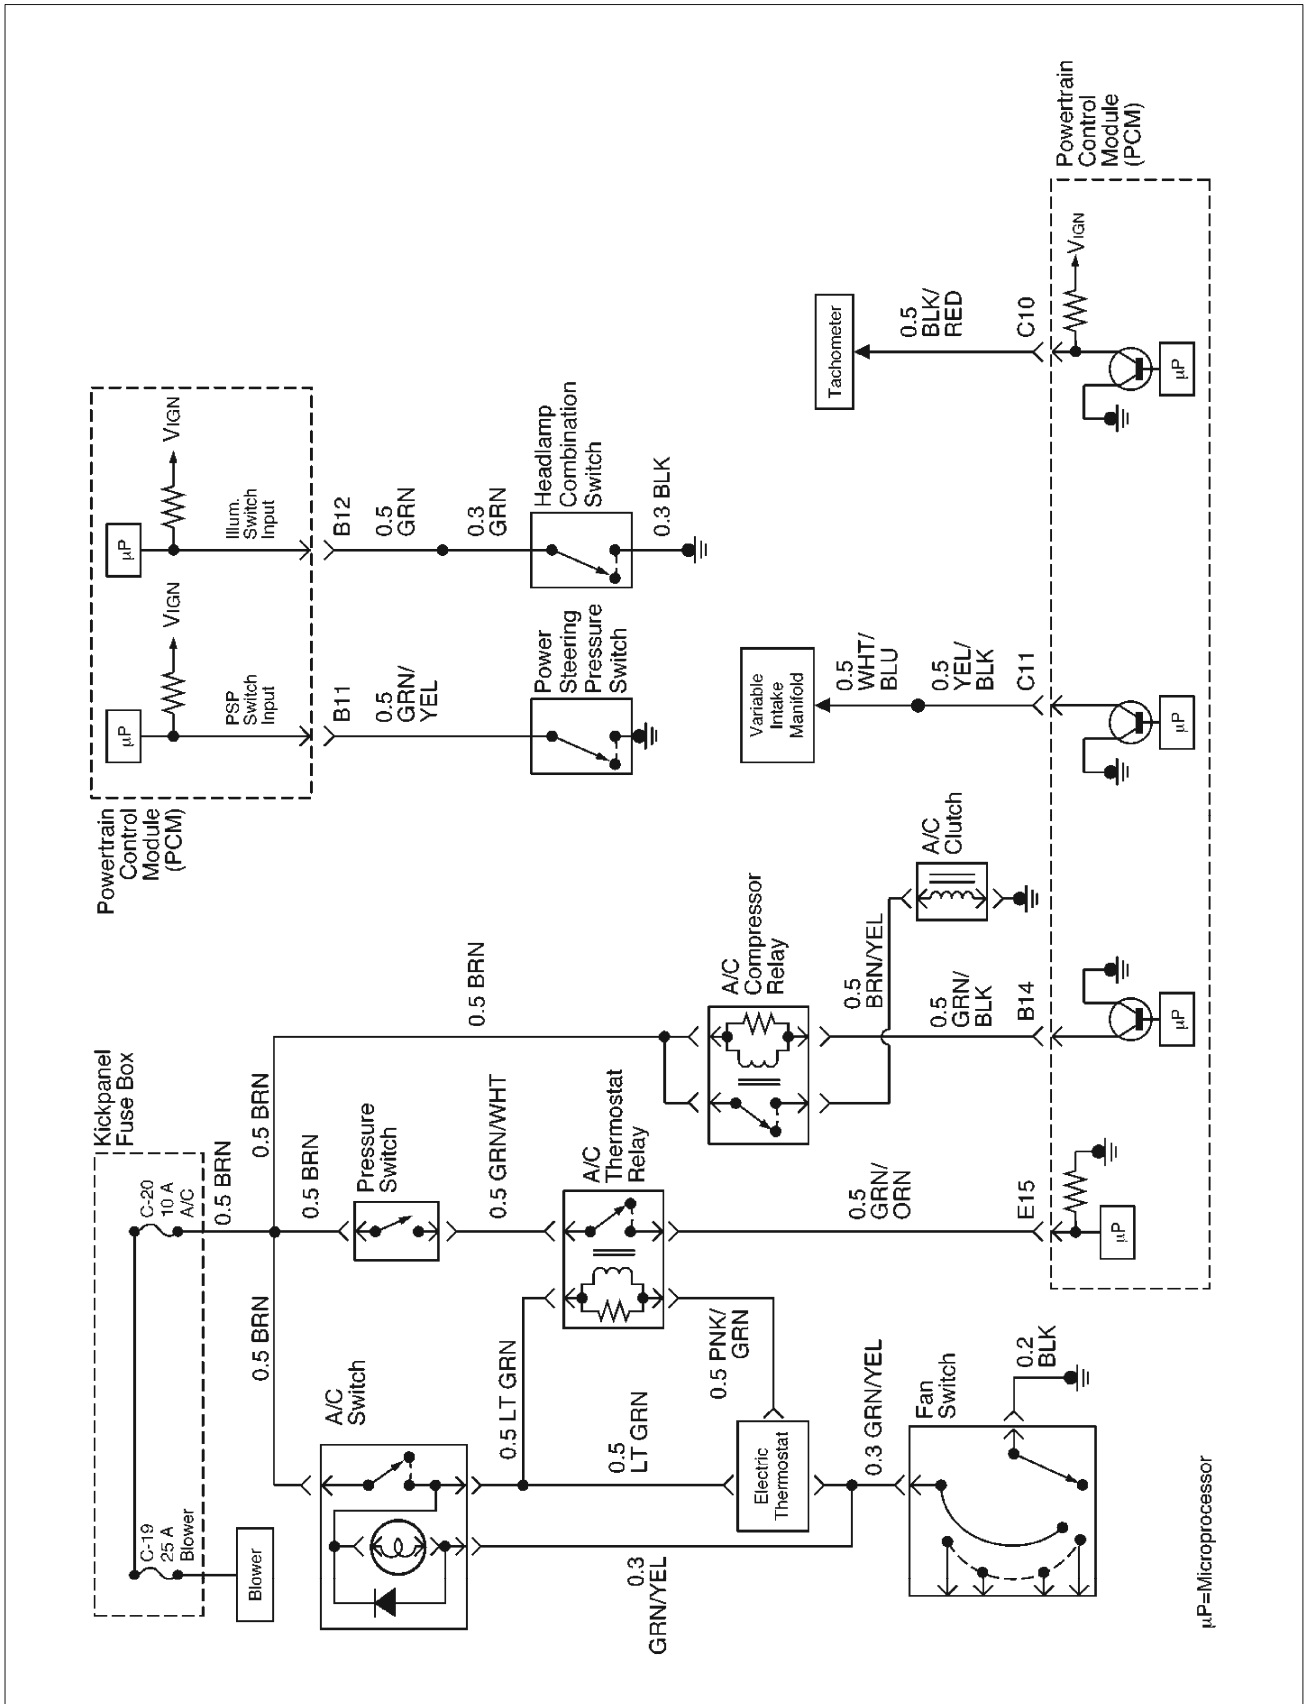 Kickpanel
Fuse Box
C-19
25 A
Blower
C-20
10 A
A/C
Blower
0.5 BRN
0.5 BRN
0.5 BRN
0.5 BRN
0.5 BRN
A/C
Switch
Pressure
Switch
0.5 GRN/WHT
0.5 LT GRN
0.5
LT GRN
0.3
GRN/YEL
A/C
Thermostat
Relay
0.5 PNK/
GRN
Electric
Thermostat
0.3 GRN/YEL
Fan
Switch
0.2
BLK
A/C
Compressor
Relay
0.5
GRN/
ORN
E15
0.5
BRN/YEL
0.5
GRN/
BLK
B14
A/C
Clutch
Powertrain
Control
Module
(PCM)
µP
VIGN
PSP
Switch
Input
B11
0.5
GRN/
YEL
Power
Steering
Pressure
Switch
µP
VIGN
Illum.
Switch
Input
B12
0.5
GRN
0.3
GRN
Headlamp
Combination
Switch
0.3 BLK
Variable
Intake
Manifold
0.5
WHT/
BLU
0.5
YEL/
BLK
C11
Tachometer
0.5
BLK/
RED
C10
VIGN
Powertrain
Control
Module
(PCM)
µP
µP
µP
µP
µP=Microprocessor